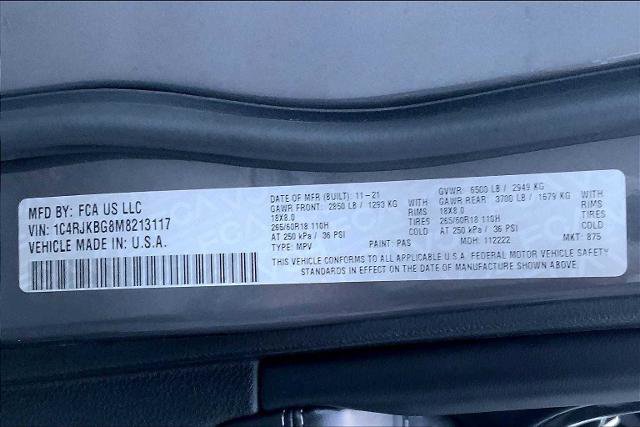 MFD BY: FCA US LLC
VIN: 1C4RJKBG8M8213117
VEHICLE MADE IN U.S.A.
DATE OF MFR (BUILT): 11-21
GAWR FRONT: 2850 LB / 1293 KG WITH
18X8.0 RIMS
265/60R18 110H TIRES
AT 250 kPa / 36 PSI COLD
TYPE: MPV PAINT: PAS
GVWR: 6500 LB / 2949 KG
GAWR REAR: 3700 LB / 1679 KG WITH
18X8.0 RIMS
265/60R18 110H TIRES
AT 250 kPa / 36 PSI COLD
MDH: 112222 MKT: 875
THIS VEHICLE CONFORMS TO ALL APPLICABLE U.S.A. FEDERAL MOTOR VEHICLE SAFETY
STANDARDS IN EFFECT ON THE DATE OF MANUFACTURE SHOWN ABOVE.